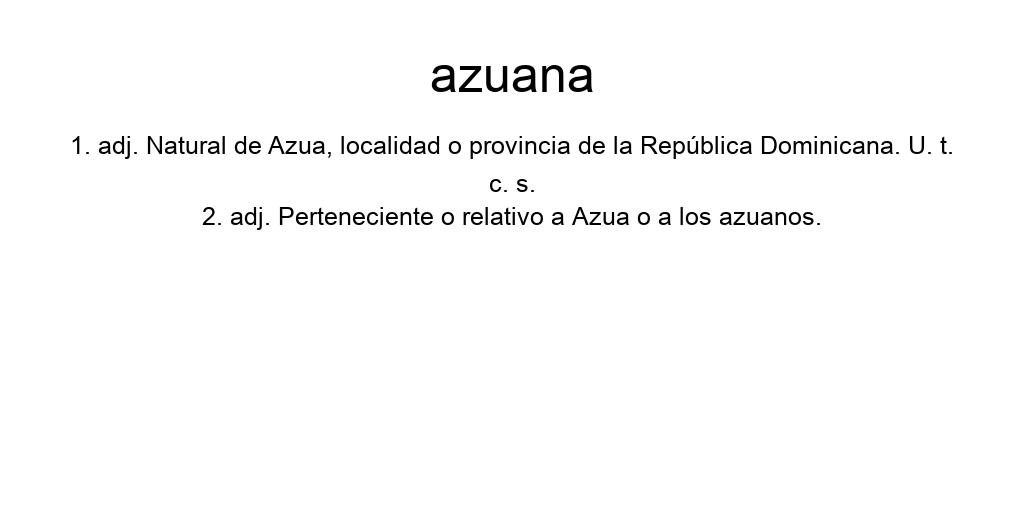 azuana
1. adj. Natural de Azua, localidad o provincia de la República Dominicana. U. t.
c. s.
2. adj. Perteneciente o relativo a Azua o a los azuanos.